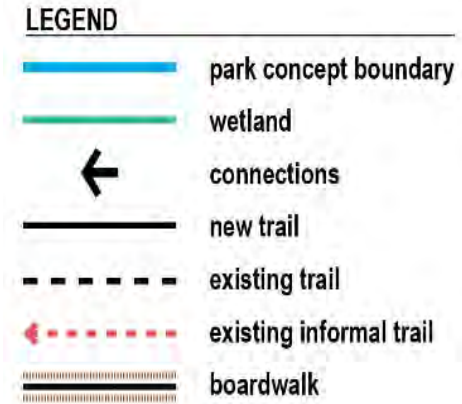 LEGEND
park concept boundary
wetland
connections
new trail
existing trail
existing informal trail
boardwalk